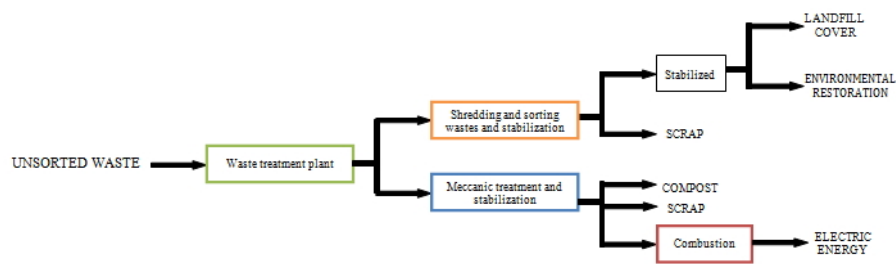 LANDFILL
COVER
Stabilized
ENVIRONMENTAL
RESTORATION
Shredding and sorting
wastes and stabilization
SCRAP
UNSORTED WASTE
Waste treatment plant
Meccanic treatment and
stabilization
COMPOST
SCRAP
Combustion
ELECTRIC
ENERGY